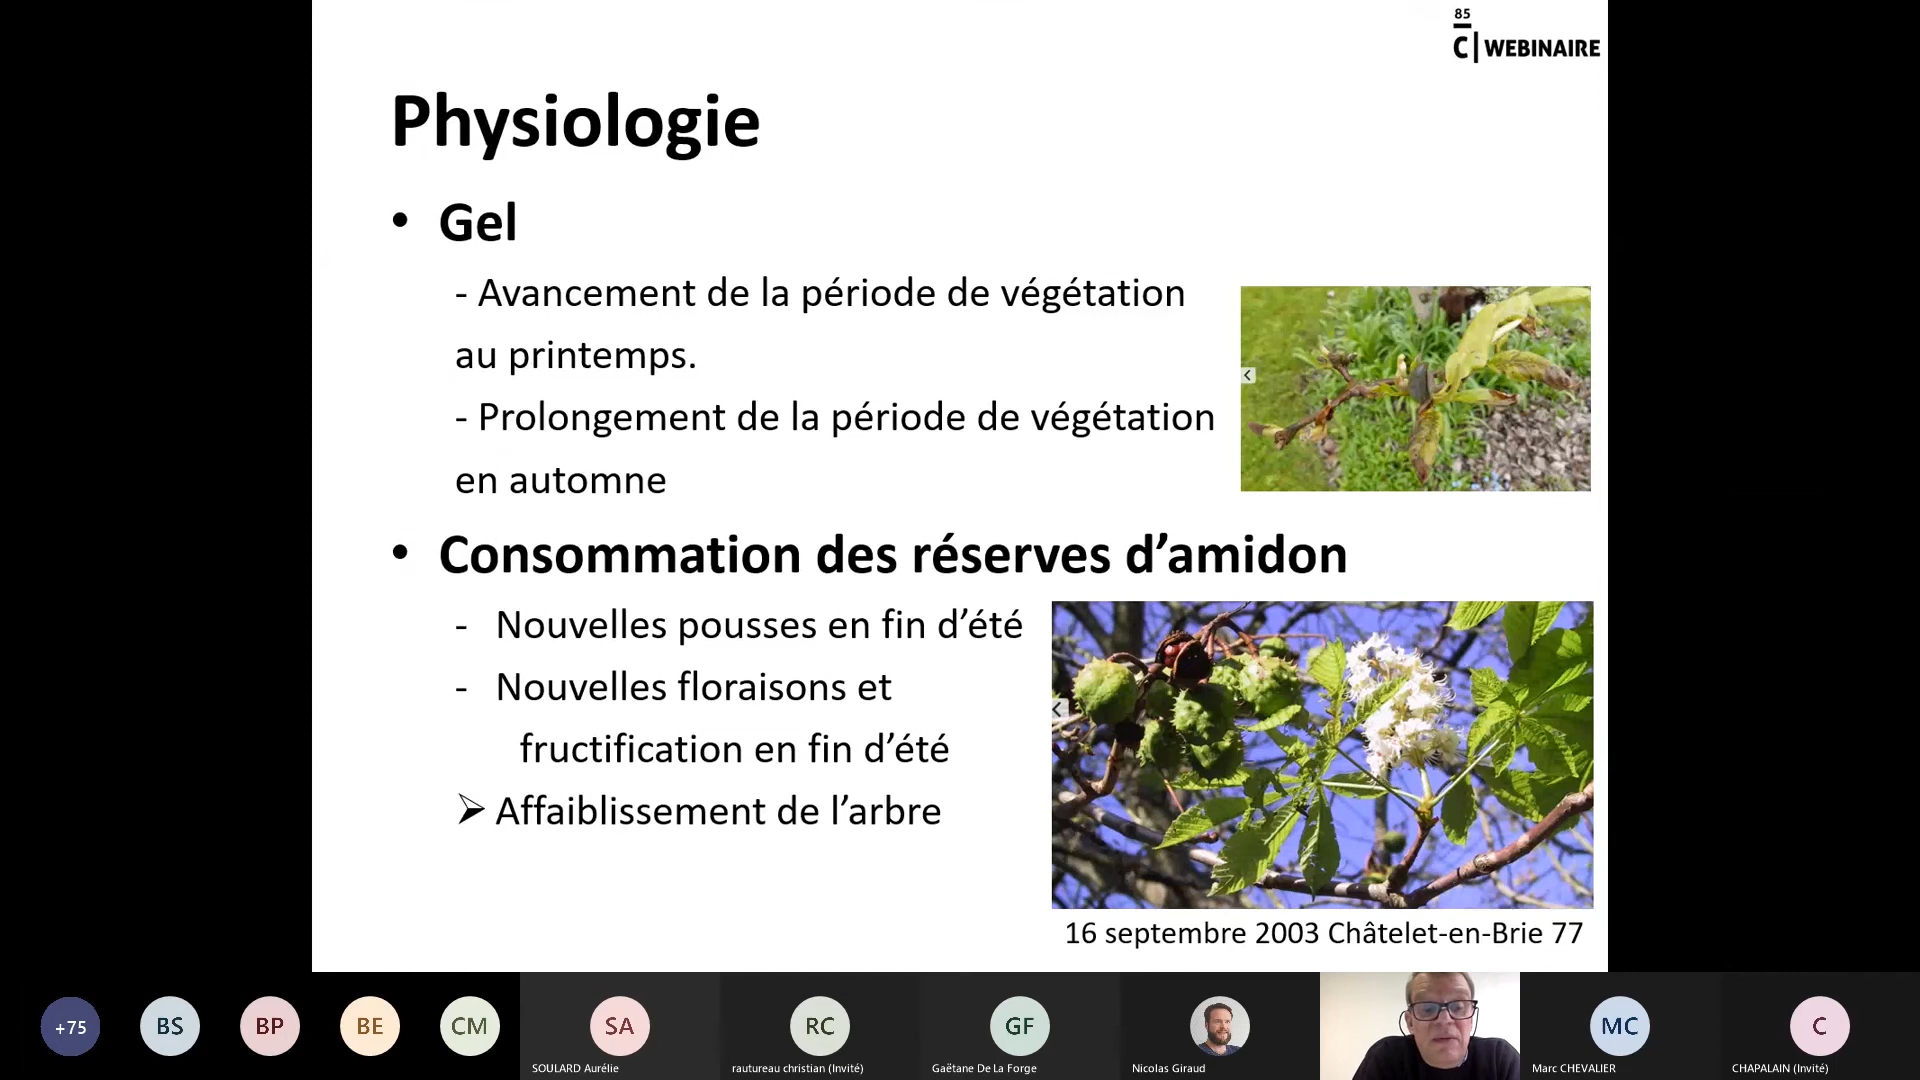 85
C | WEBINAIRE
Physiologie
• Gel
- Avancement de la période de végétation
au printemps.
- Prolongement de la période de végétation
en automne
• Consommation des réserves d’amidon
- Nouvelles pousses en fin d’été
- Nouvelles floraisons et
fructification en fin d’été
➢ Affaiblissement de l’arbre
16 septembre 2003 Châtelet-en-Brie 77
+75
BS
BP
BE
CM
SA
RC
GF
MC
C
SOULARD Aurélie
rautureau christian (Invité)
Gaëtane De La Forge
Nicolas Giraud
Marc CHEVALIER
CHAPALAIN (Invité)